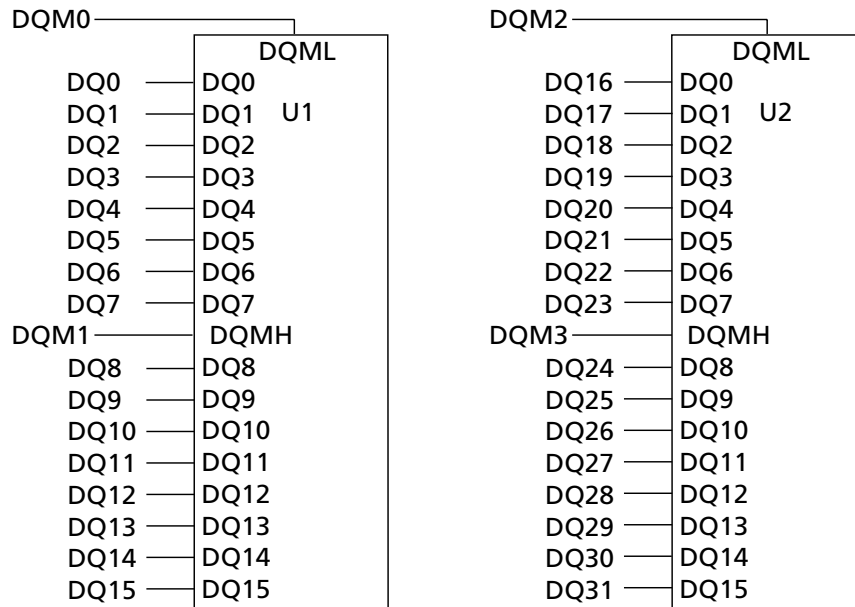 DQM0
DQML
DQ0 DQ0
DQ1 DQ1 U1
DQ2 DQ2
DQ3 DQ3
DQ4 DQ4
DQ5 DQ5
DQ6 DQ6
DQ7 DQ7
DQM1 DQMH
DQ8 DQ8
DQ9 DQ9
DQ10 DQ10
DQ11 DQ11
DQ12 DQ12
DQ13 DQ13
DQ14 DQ14
DQ15 DQ15
DQM2
DQML
DQ16 DQ0
DQ17 DQ1 U2
DQ18 DQ2
DQ19 DQ3
DQ20 DQ4
DQ21 DQ5
DQ22 DQ6
DQ23 DQ7
DQM3 DQMH
DQ24 DQ8
DQ25 DQ9
DQ26 DQ10
DQ27 DQ11
DQ28 DQ12
DQ29 DQ13
DQ30 DQ14
DQ31 DQ15